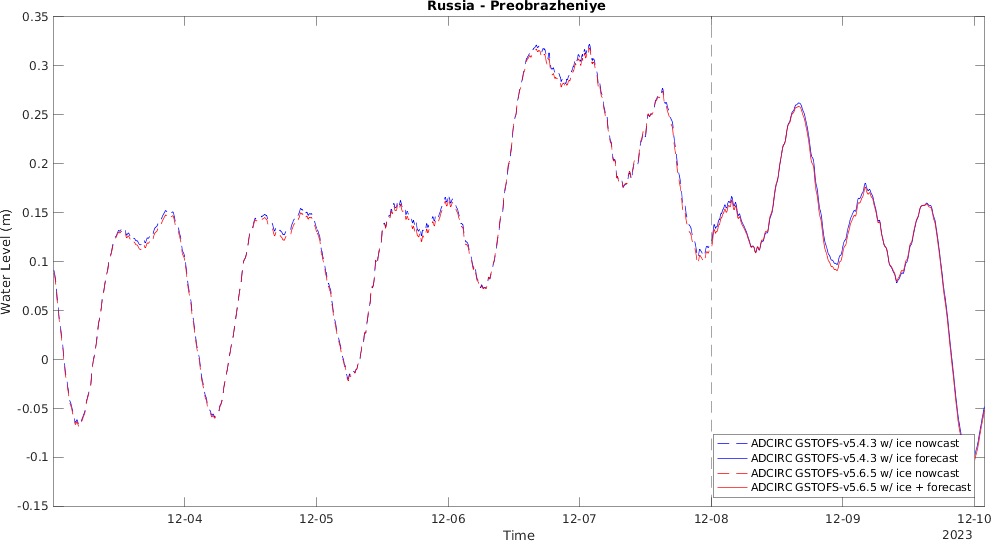 Russia - Preobrazheniye
0.35
0.3
0.25
0.2
0.15
0.1
0.05
0
-0.05
-0.1
-0.15
Water Level (m)
ADCIRC GSTOFS-v5.4.3 w/ ice nowcast
ADCIRC GSTOFS-v5.4.3 w/ ice forecast
ADCIRC GSTOFS-v5.6.5 w/ ice nowcast
ADCIRC GSTOFS-v5.6.5 w/ ice + forecast
12-04 12-05 12-06 12-07 12-08 12-09 12-10
Time
2023